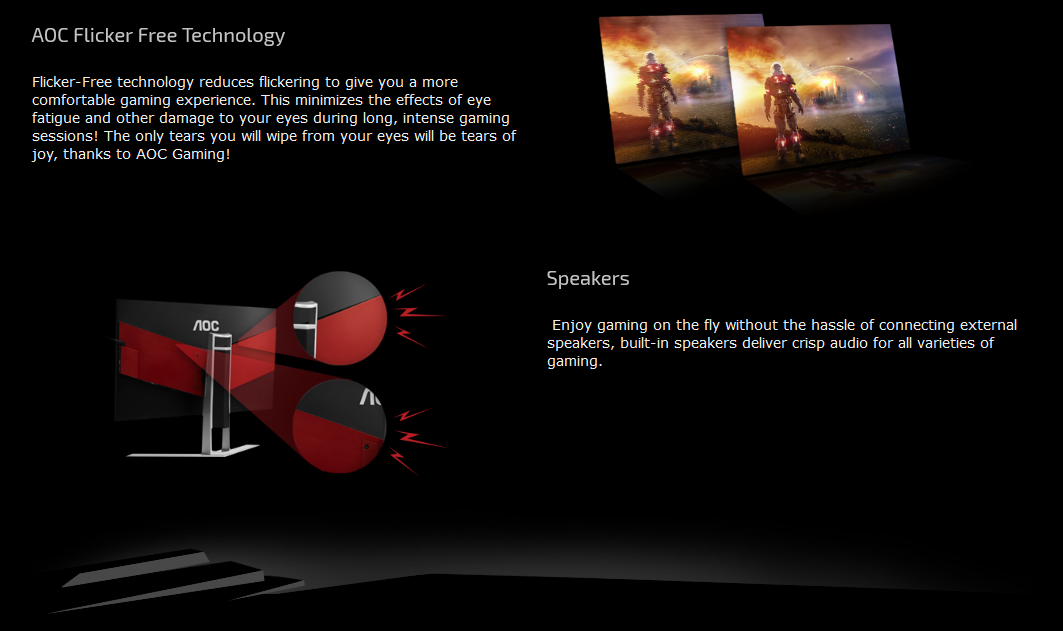 AOC Flicker Free Technology
Flicker-Free technology reduces flickering to give you a more
comfortable gaming experience. This minimizes the effects of eye
fatigue and other damage to your eyes during long, intense gaming
sessions! The only tears you will wipe from your eyes will be tears of
joy, thanks to AOC Gaming!
AOC
Speakers
Enjoy gaming on the fly without the hassle of connecting external
speakers, built-in speakers deliver crisp audio for all varieties of
gaming.